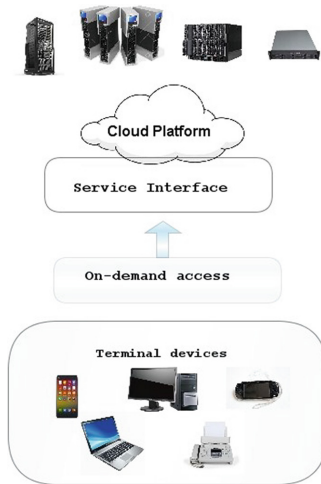 Cloud Platform
Service Interface
On-demand access
Terminal devices